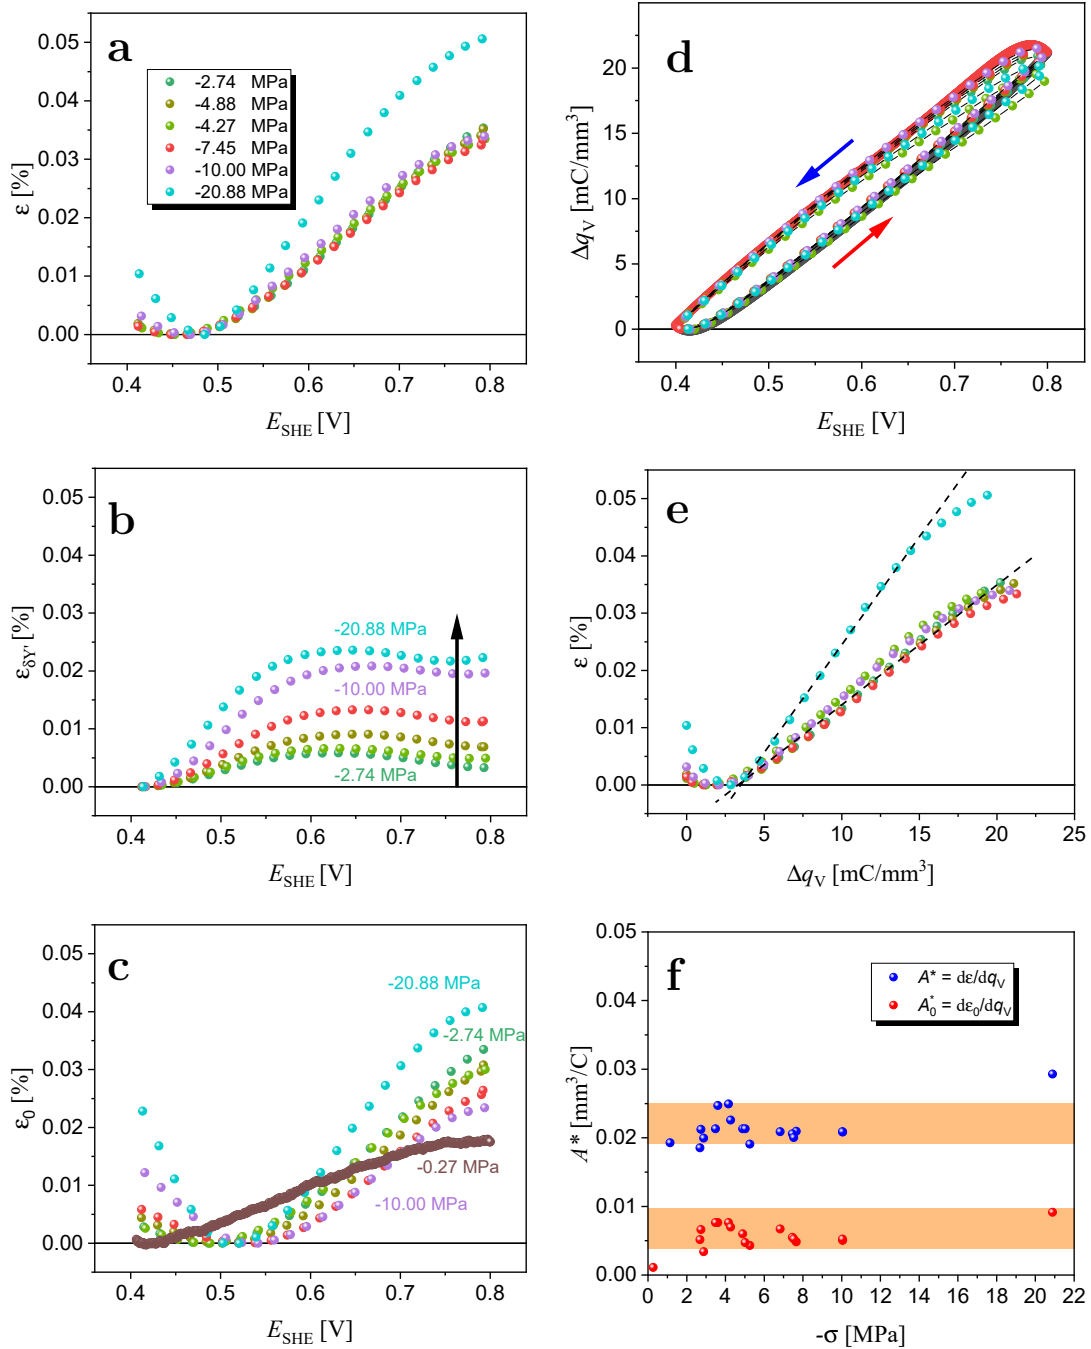 a
0.05
0.04
0.03
0.02
0.01
0.00
ε [%]
-2.74 MPa
-4.88 MPa
-4.27 MPa
-7.45 MPa
-10.00 MPa
-20.88 MPa
0.4 0.5 0.6 0.7 0.8
E_SHE [V]
d
20
15
10
5
0
Δq_V [mC/mm³]
0.4 0.5 0.6 0.7 0.8
E_SHE [V]
b
0.05
0.04
0.03
0.02
0.01
0.00
ε_δY' [%]
-20.88 MPa
-10.00 MPa
-2.74 MPa
0.4 0.5 0.6 0.7 0.8
E_SHE [V]
e
0.05
0.04
0.03
0.02
0.01
0.00
ε [%]
0 5 10 15 20 25
Δq_V [mC/mm³]
c
0.05
0.04
0.03
0.02
0.01
0.00
ε₀ [%]
-20.88 MPa
-2.74 MPa
-0.27 MPa
-10.00 MPa
0.4 0.5 0.6 0.7 0.8
E_SHE [V]
f
0.05
0.04
0.03
0.02
0.01
0.00
A* [mm³/C]
A* = dε/dq_V
A₀* = dε₀/dq_V
0 2 4 6 8 10 12 14 16 18 20 22
-σ [MPa]